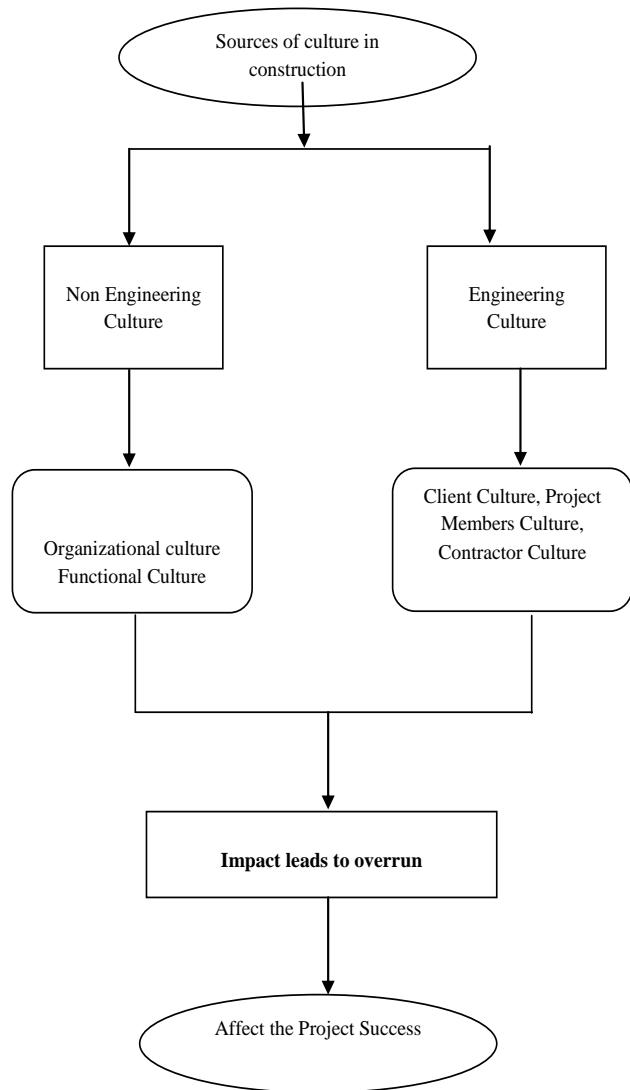 Sources of culture in
construction
Non Engineering
Culture
Engineering
Culture
Organizational culture
Functional Culture
Client Culture, Project
Members Culture,
Contractor Culture
Impact leads to overrun
Affect the Project Success